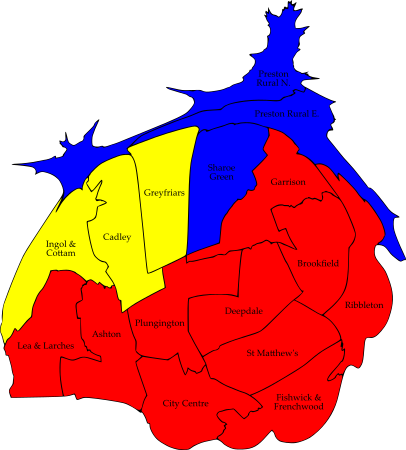 Preston
Rural N.
Preston Rural E.
Sharoe
Green
Garrison
Greyfriars
Cadley
Ingol &
Cottam
Brookfield
Ribbleton
Deepdale
Plungington
Ashton
Lea & Larches
St Matthew's
City Centre
Fishwick &
Frenchwood